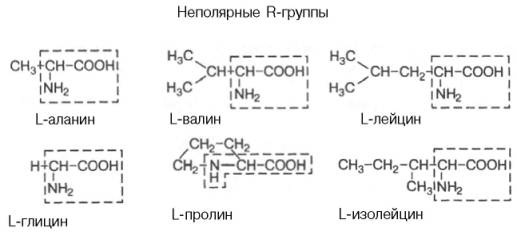 Неполярные R-группы
CH₃ CH–COOH
NH₂
L-аланин
H₃C
CH CH–COOH
H₃C
NH₂
L-валин
H₃C
CH–CH₂ CH–COOH
H₃C
NH₂
L-лейцин
H CH–COOH
NH₂
L-глицин
CH₂–CH₂
CH₂ N–CH–COOH
H
L-пролин
CH₃–CH₂–CH CH–COOH
CH₃ NH₂
L-изолейцин